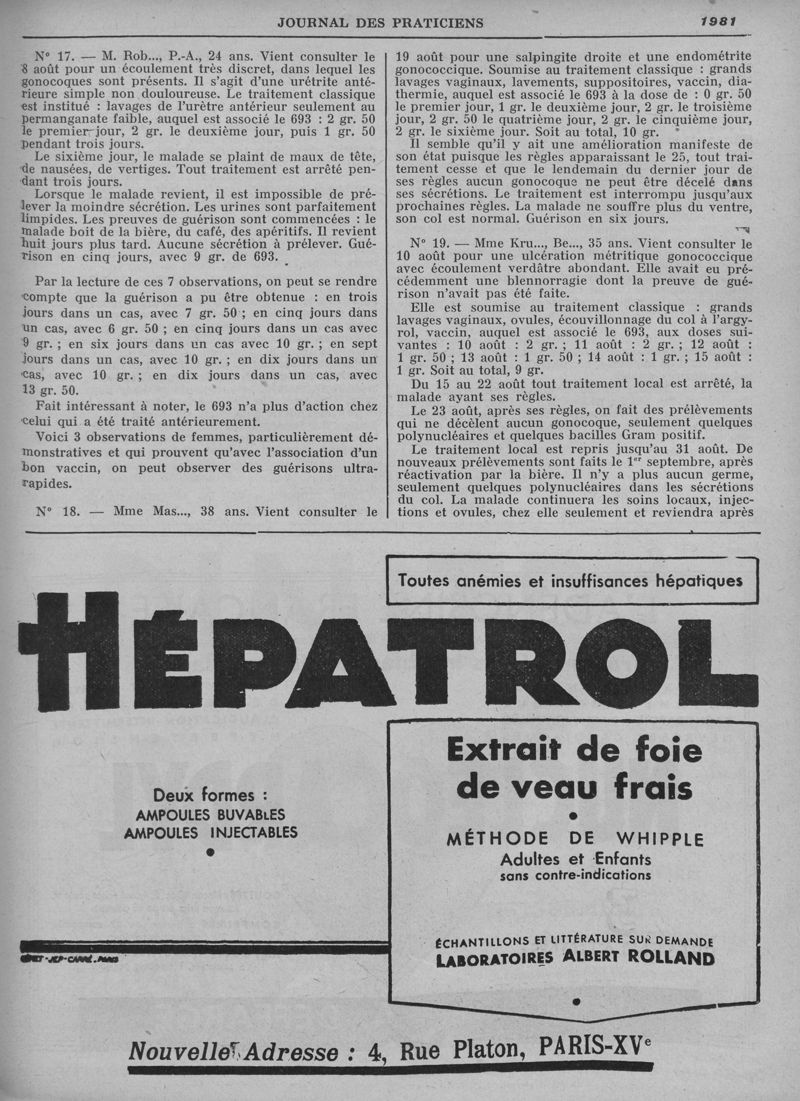 JOURNAL DES PRATICIENS 1981
N° 17. — M. Rob..., P.-A., 24 ans. Vient consulter le
8 août pour un écoulement très discret, dans lequel les
gonocoques sont présents. Il s'agit d'une urétrite anté-
rieure simple non douloureuse. Le traitement classique
est institué : lavages de l'urètre antérieur seulement au
permanganate faible, auquel est associé le 693 : 2 gr. 50
le premier jour, 2 gr. le deuxième jour, puis 1 gr. 50
pendant trois jours.
Le sixième jour, le malade se plaint de maux de tête,
de nausées, de vertiges. Tout traitement est arrêté pen-
dant trois jours.
Lorsque le malade revient, il est impossible de pré-
lever la moindre sécrétion. Les urines sont parfaitement
limpides. Les preuves de guérison sont commencées : le
malade boit de la bière, du café, des apéritifs. Il revient
huit jours plus tard. Aucune sécrétion à prélever. Gué-
rison en cinq jours, avec 9 gr. de 693.
Par la lecture de ces 7 observations, on peut se rendre
compte que la guérison a pu être obtenue : en trois
jours dans un cas, avec 7 gr. 50 ; en cinq jours dans
un cas, avec 6 gr. 50 ; en cinq jours dans un cas avec
9 gr. ; en six jours dans un cas avec 10 gr. ; en sept
jours dans un cas, avec 10 gr. ; en dix jours dans un
cas, avec 10 gr. ; en dix jours dans un cas, avec
13 gr. 50.
Fait intéressant à noter, le 693 n'a plus d'action chez
celui qui a été traité antérieurement.
Voici 3 observations de femmes, particulièrement dé-
monstratives et qui prouvent qu'avec l'association d'un
bon vaccin, on peut observer des guérisons ultra-
rapides.
N° 18. — Mme Mas..., 38 ans. Vient consulter le
19 août pour une salpingite droite et une endométrite
gonococcique. Soumise au traitement classique : grands
lavages vaginaux, lavements, suppositoires, vaccin, dia-
thermie, auquel est associé le 693 à la dose de : 0 gr. 50
le premier jour, 1 gr. le deuxième jour, 2 gr. le troisième
jour, 2 gr. 50 le quatrième jour, 2 gr. le cinquième jour,
2 gr. le sixième jour. Soit au total, 10 gr.
Il semble qu'il y ait une amélioration manifeste de
son état puisque les règles apparaissant le 25, tout trai-
tement cesse et que le lendemain du dernier jour de
ses règles aucun gonocoque ne peut être décelé dans
ses sécrétions. Le traitement est interrompu jusqu'aux
prochaines règles. La malade ne souffre plus du ventre,
son col est normal. Guérison en six jours.
N° 19. — Mme Kru..., Be..., 35 ans. Vient consulter le
10 août pour une ulcération métritique gonococcique
avec écoulement verdâtre abondant. Elle avait eu pré-
cédemment une blennorragie dont la preuve de gué-
rison n'avait pas été faite.
Elle est soumise au traitement classique : grands
lavages vaginaux, ovules, écouvillonnage du col à l'argy-
rol, vaccin, auquel est associé le 693, aux doses sui-
vantes : 10 août : 2 gr. ; 11 août : 2 gr. ; 12 août :
1 gr. 50 ; 13 août : 1 gr. 50 ; 14 août : 1 gr. ; 15 août :
1 gr. Soit au total, 9 gr.
Du 15 au 22 août tout traitement local est arrêté, la
malade ayant ses règles.
Le 23 août, après ses règles, on fait des prélèvements
qui ne décèlent aucun gonocoque, seulement quelques
polynucléaires et quelques bacilles Gram positif.
Le traitement local est repris jusqu'au 31 août. De
nouveaux prélèvements sont faits le 1er septembre, après
réactivation par la bière. Il n'y a plus aucun germe,
seulement quelques polynucléaires dans les sécrétions
du col. La malade continuera les soins locaux, injec-
tions et ovules, chez elle seulement et reviendra après
Toutes anémies et insuffisances hépatiques
HÉPATROL
Deux formes :
AMPOULES BUVABLES
AMPOULES INJECTABLES
Extrait de foie
de veau frais
MÉTHODE DE WHIPPLE
Adultes et Enfants
sans contre-indications
ÉCHANTILLONS ET LITTÉRATURE SUR DEMANDE
LABORATOIRES ALBERT ROLLAND
Nouvelle Adresse : 4, Rue Platon, PARIS-XVe